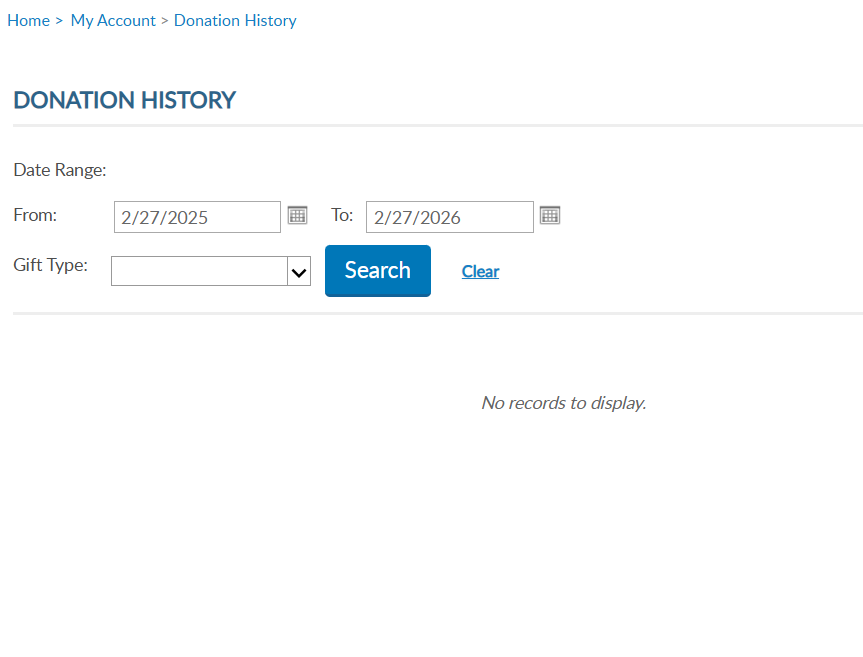 Home > My Account > Donation History
DONATION HISTORY
Date Range:
From: 2/27/2025 To: 2/27/2026
Gift Type: Search Clear
No records to display.